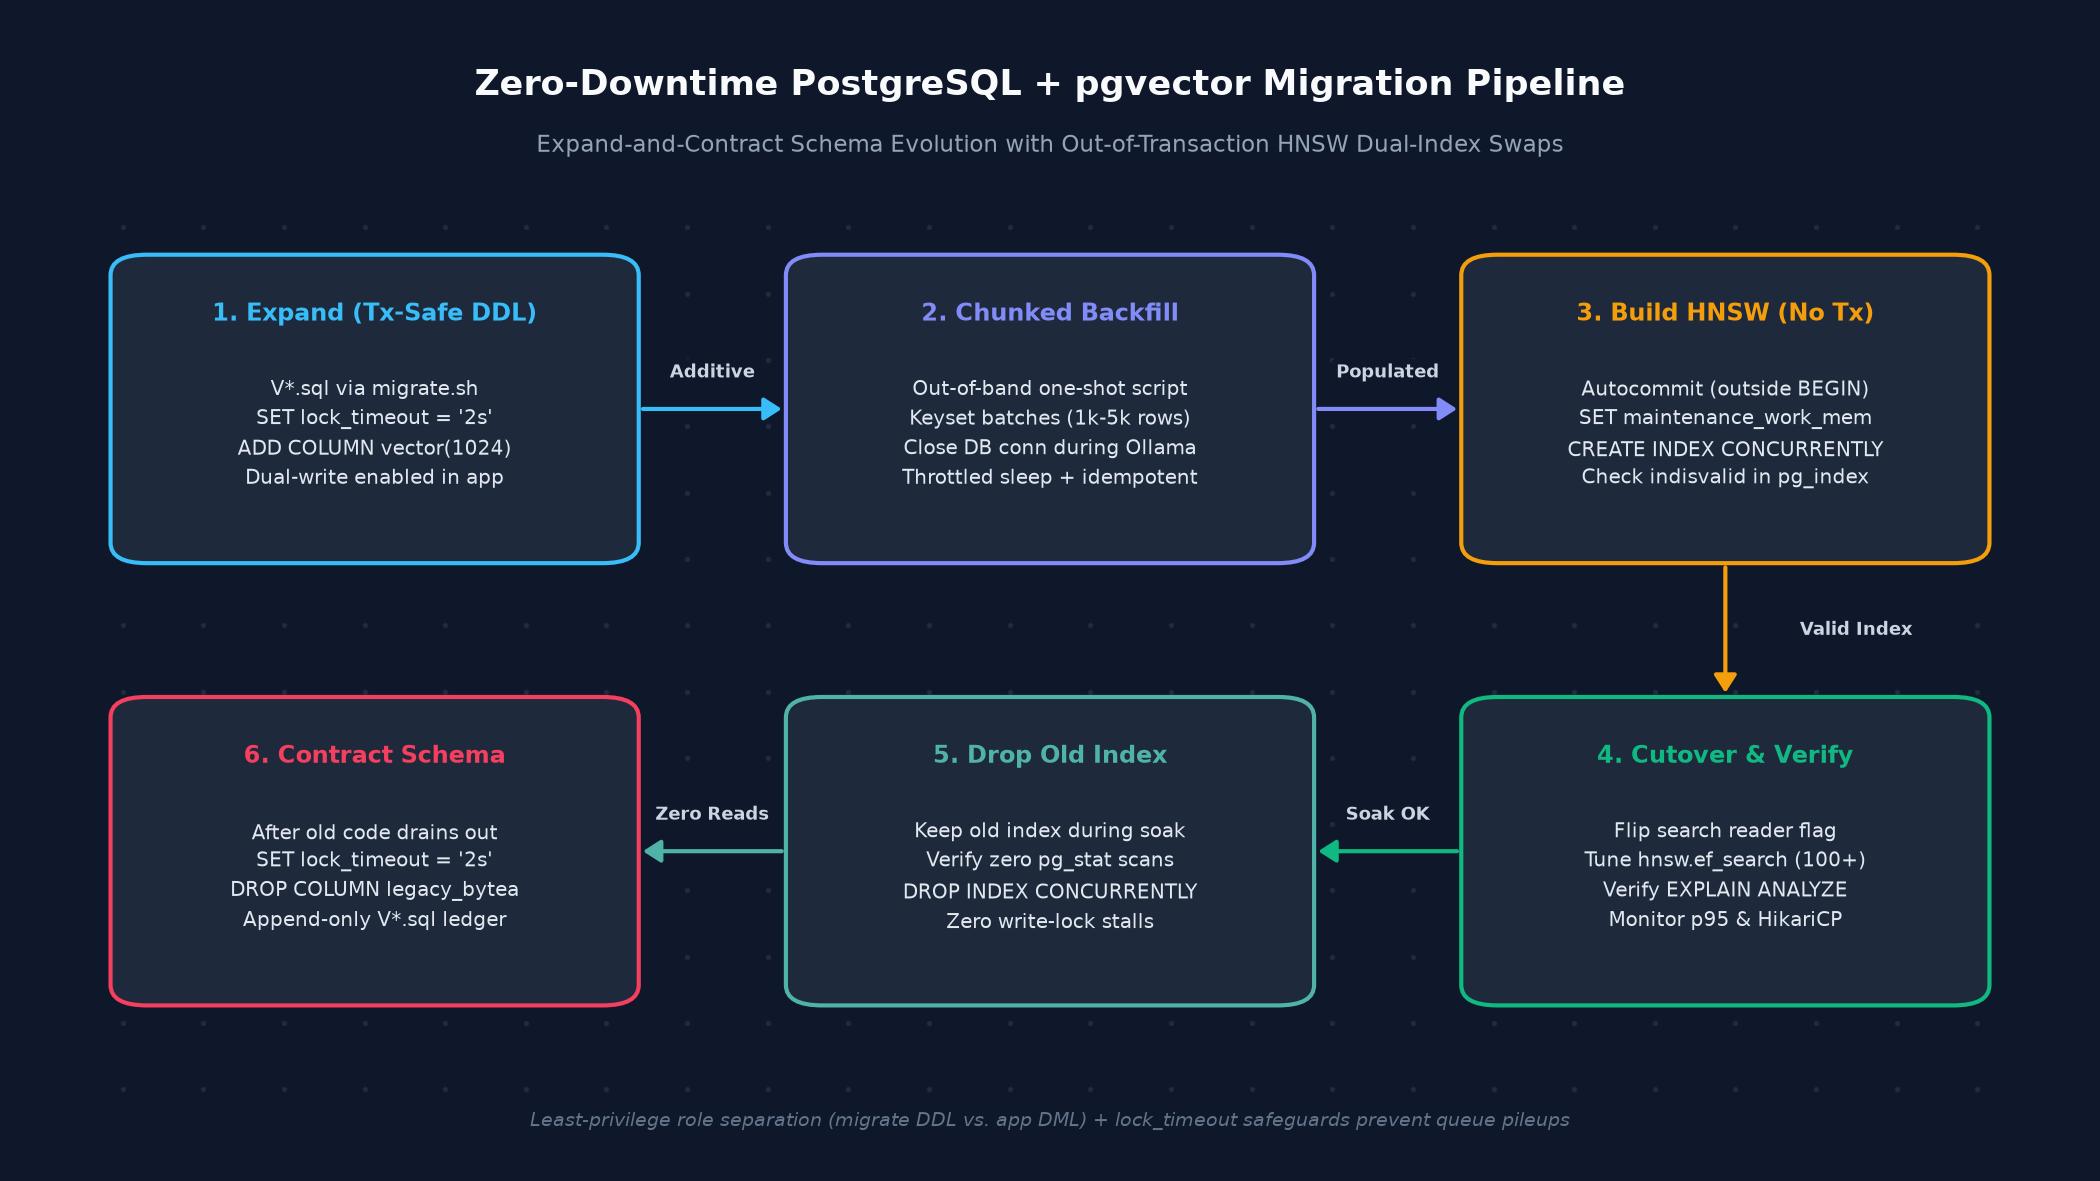 Zero-Downtime PostgreSQL + pgvector Migration Pipeline
Expand-and-Contract Schema Evolution with Out-of-Transaction HNSW Dual-Index Swaps
1. Expand (Tx-Safe DDL)
V*.sql via migrate.sh
SET lock_timeout = '2s'
ADD COLUMN vector(1024)
Dual-write enabled in app
Additive
2. Chunked Backfill
Out-of-band one-shot script
Keyset batches (1k-5k rows)
Close DB conn during Ollama
Throttled sleep + idempotent
Populated
3. Build HNSW (No Tx)
Autocommit (outside BEGIN)
SET maintenance_work_mem
CREATE INDEX CONCURRENTLY
Check indisvalid in pg_index
Valid Index
4. Cutover & Verify
Flip search reader flag
Tune hnsw.ef_search (100+)
Verify EXPLAIN ANALYZE
Monitor p95 & HikariCP
Soak OK
5. Drop Old Index
Keep old index during soak
Verify zero pg_stat scans
DROP INDEX CONCURRENTLY
Zero write-lock stalls
Zero Reads
6. Contract Schema
After old code drains out
SET lock_timeout = '2s'
DROP COLUMN legacy_bytea
Append-only V*.sql ledger
Least-privilege role separation (migrate DDL vs. app DML) + lock_timeout safeguards prevent queue pileups